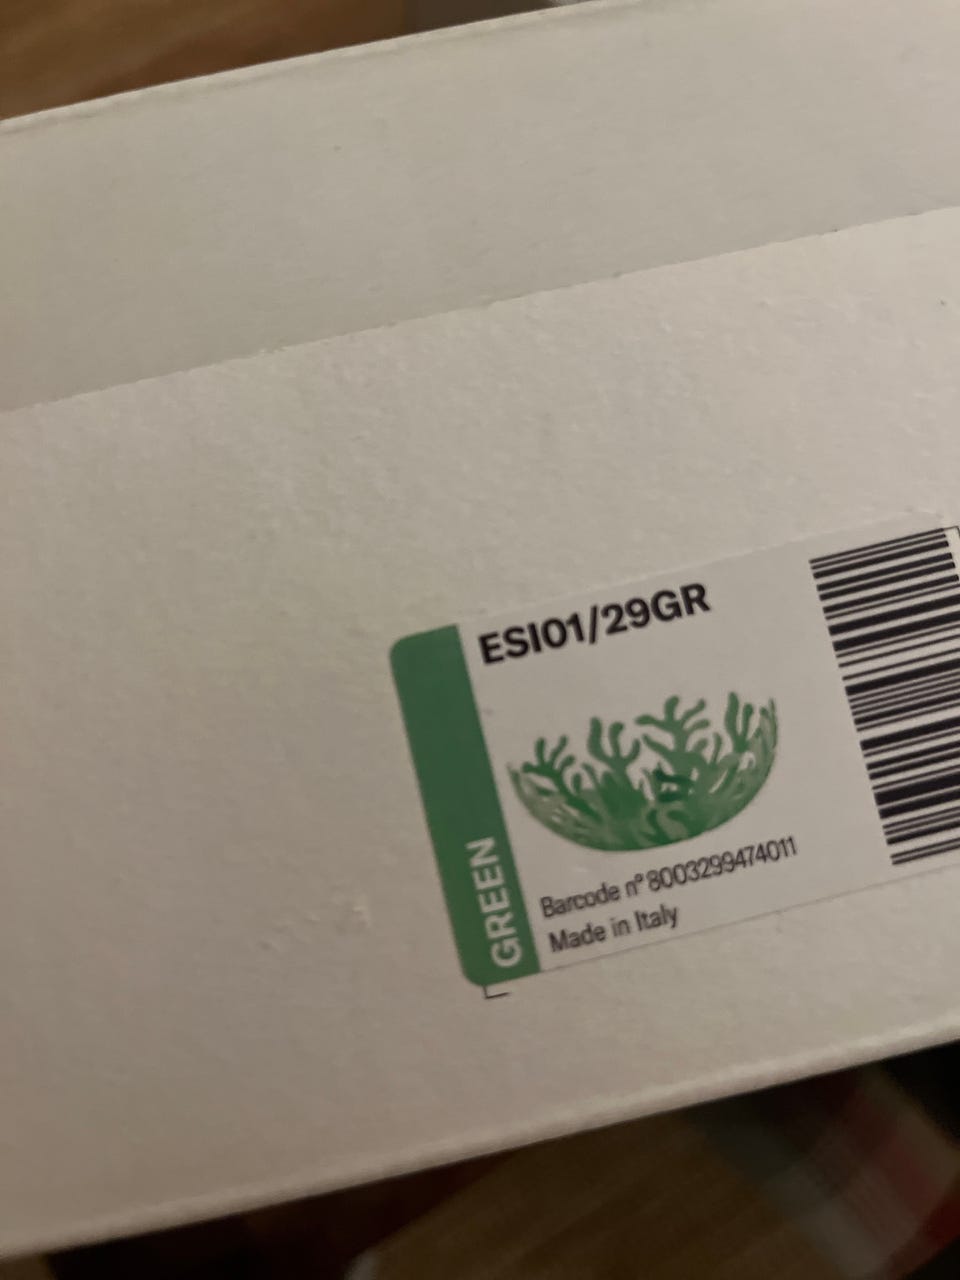 ESI01/29GR
GREEN
Barcode n° 8003299474011
Made in Italy